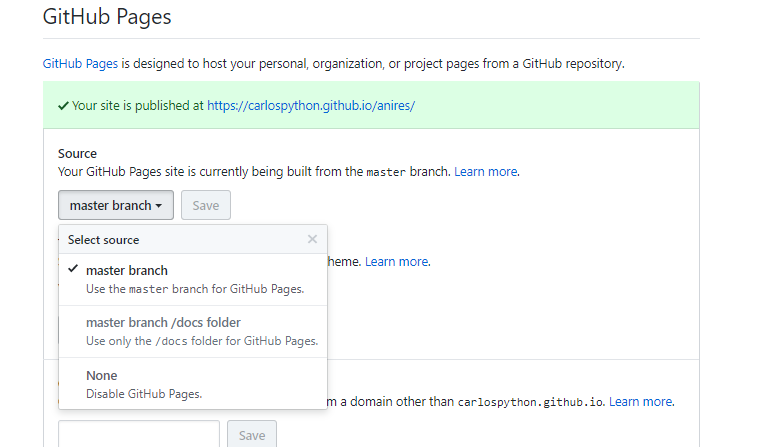 GitHub Pages
GitHub Pages is designed to host your personal, organization, or project pages from a GitHub repository.
✔ Your site is published at https://carlospython.github.io/anires/
Source
Your GitHub Pages site is currently being built from the master branch. Learn more.
master branch
Save
Select source
heme. Learn more.
master branch
Use the master branch for GitHub Pages.
master branch /docs folder
Use only the /docs folder for GitHub Pages.
None
Disable GitHub Pages.
m a domain other than carlospython.github.io. Learn more.
Save